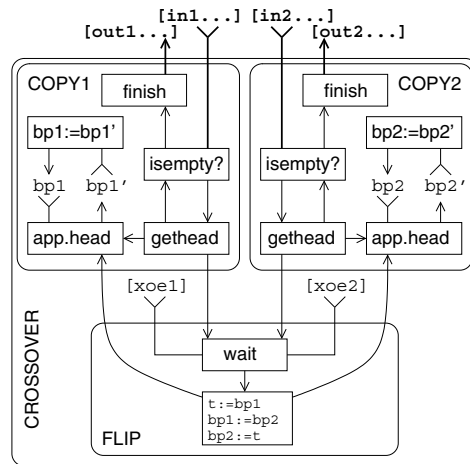 [in1...] [in2...]
[out1...] [out2...]
COPY1 COPY2
finish finish
bp1:=bp1' bp2:=bp2'
isempty? isempty?
bp1 bp1' bp2 bp2'
app.head gethead gethead app.head
[xoe1] [xoe2]
wait
CROSSOVER
t:=bp1
bp1:=bp2
bp2:=t
FLIP